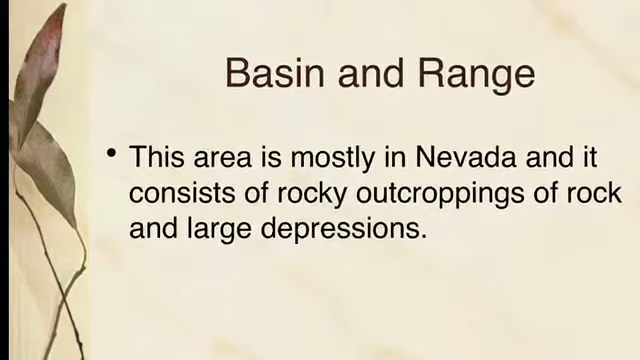 Basin and Range
• This area is mostly in Nevada and it
consists of rocky outcroppings of rock
and large depressions.